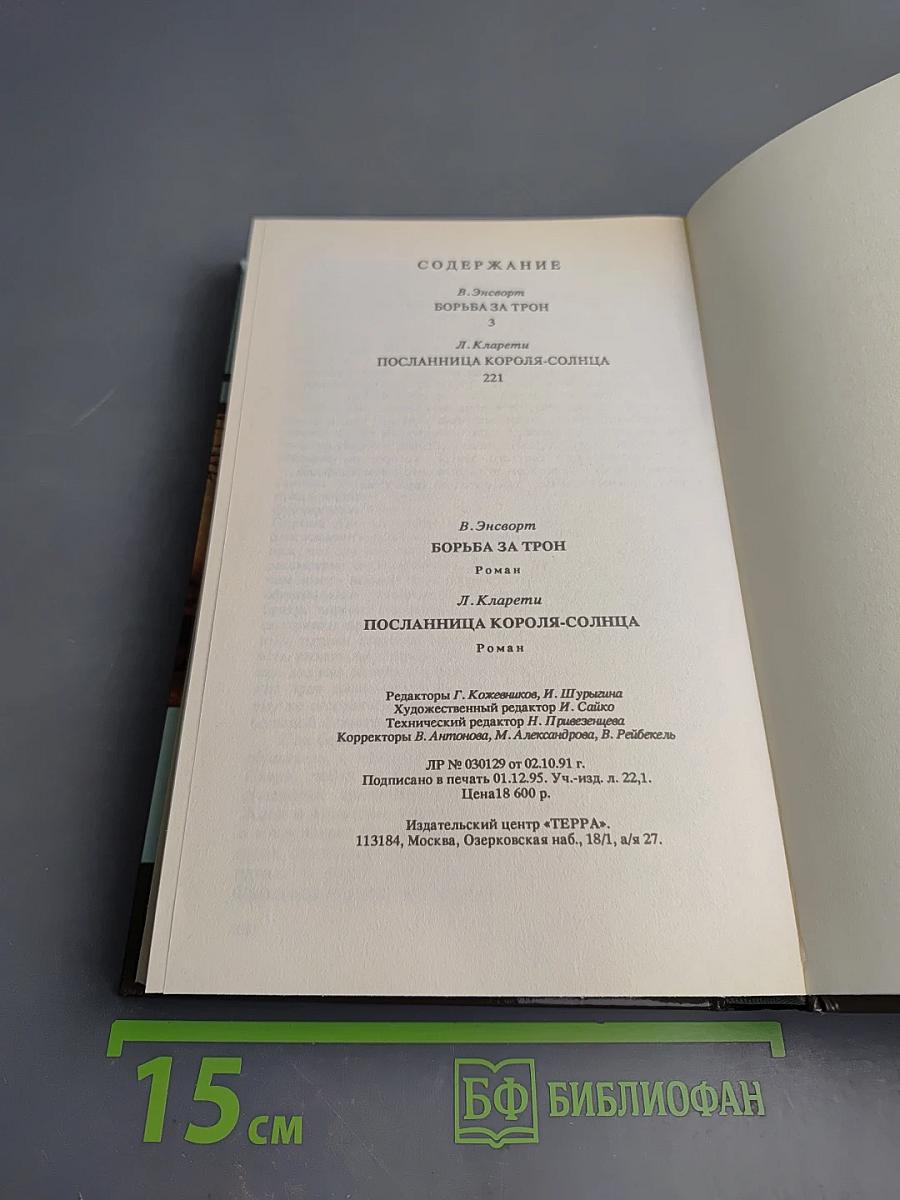 СОДЕРЖАНИЕ
В.Энсворт
БОРЬБА ЗА ТРОН
3
Л.Кларети
ПОСЛАННИЦА КОРОЛЯ-СОЛНЦА
221
В.Энсворт
БОРЬБА ЗА ТРОН
Роман
Л.Кларети
ПОСЛАННИЦА КОРОЛЯ-СОЛНЦА
Роман
Редакторы Г. Кожевников, И. Шурыгина
Художественный редактор И. Сайко
Технический редактор Н. Привезенцева
Корректоры В. Антонова, М. Александрова, В. Рейбекель
ЛР № 030129 от 02.10.91 г.
Подписано в печать 01.12.95. Уч.-изд. л. 22,1.
Цена18 600 р.
Издательский центр «ТЕРРА».
113184, Москва, Озерковская наб., 18/1, а/я 27.
15 см
БФ БИБЛИОФАН